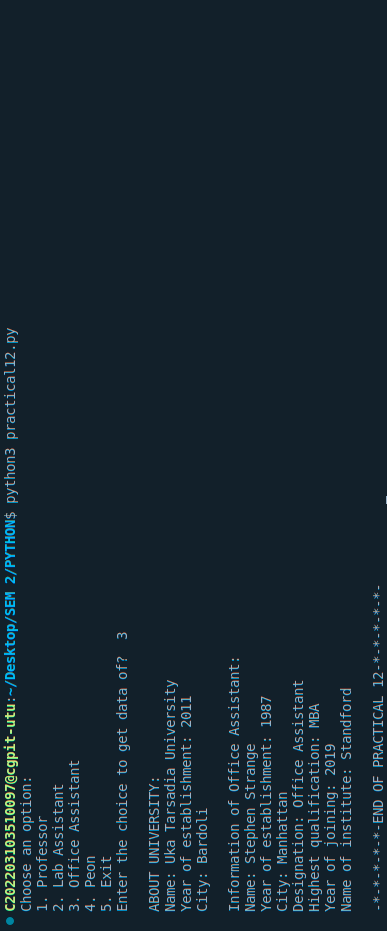 C202203103510097@cgpit-utu:~/Desktop/SEM 2/PYTHON$ python3 practical12.py
Choose an option:
1. Professor
2. Lab Assistant
3. Office Assistant
4. Peon
5. Exit
Enter the choice to get data of? 3
ABOUT UNIVERSITY:
Name: Uka Tarsadia University
Year of establishment: 2011
City: Bardoli
Information of Office Assistant:
Name: Stephen Strange
Year of establishment: 1987
City: Manhattan
Designation: Office Assistant
Highest qualification: MBA
Year of joining: 2019
Name of institute: Standford
-*-*-*-*-*-END OF PRACTICAL 12-*-*-*-*-*-